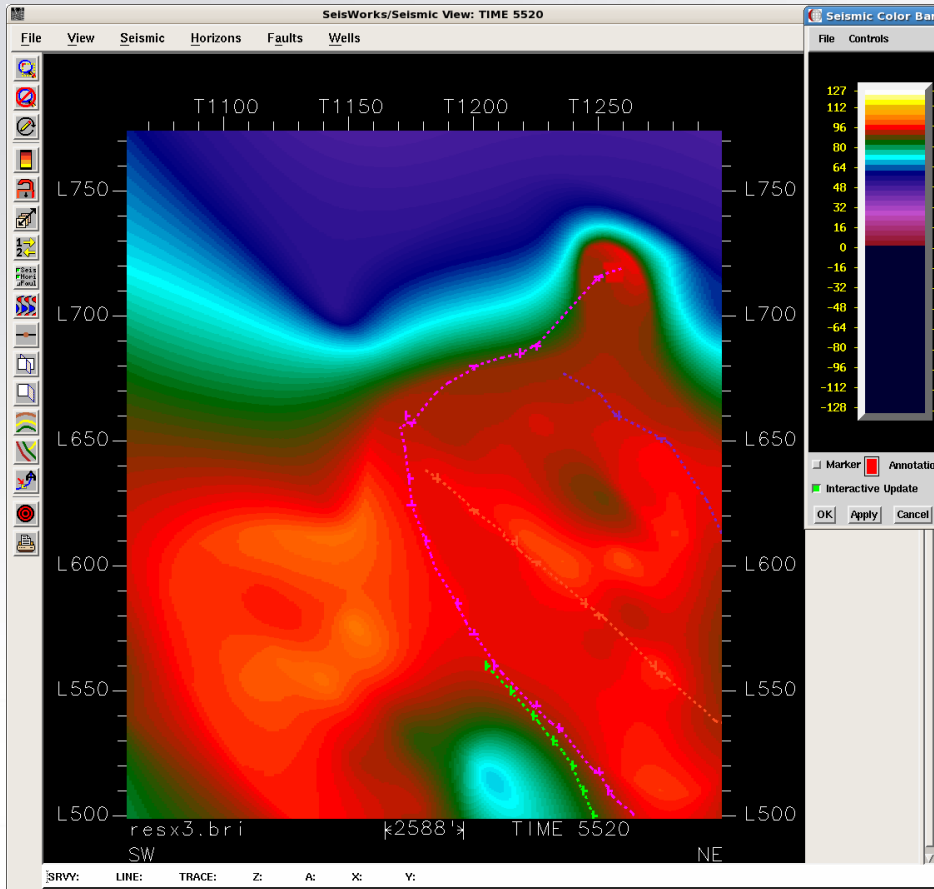 SeisWorks/Seismic View: TIME 5520
File View Seismic Horizons Faults Wells
T1100 T1150 T1200 T1250
L750 L750
L700 L700
L650 L650
L600 L600
L550 L550
L500 L500
resx3.bri 2588' TIME 5520
SW NE
SRVY: LINE: TRACE: Z: A: X: Y:
Seismic Color Bar
File Controls
127
112
96
80
64
48
32
16
0
-16
-32
-48
-64
-80
-96
-112
-128
Marker Annotatio
Interactive Update
OK Apply Cancel